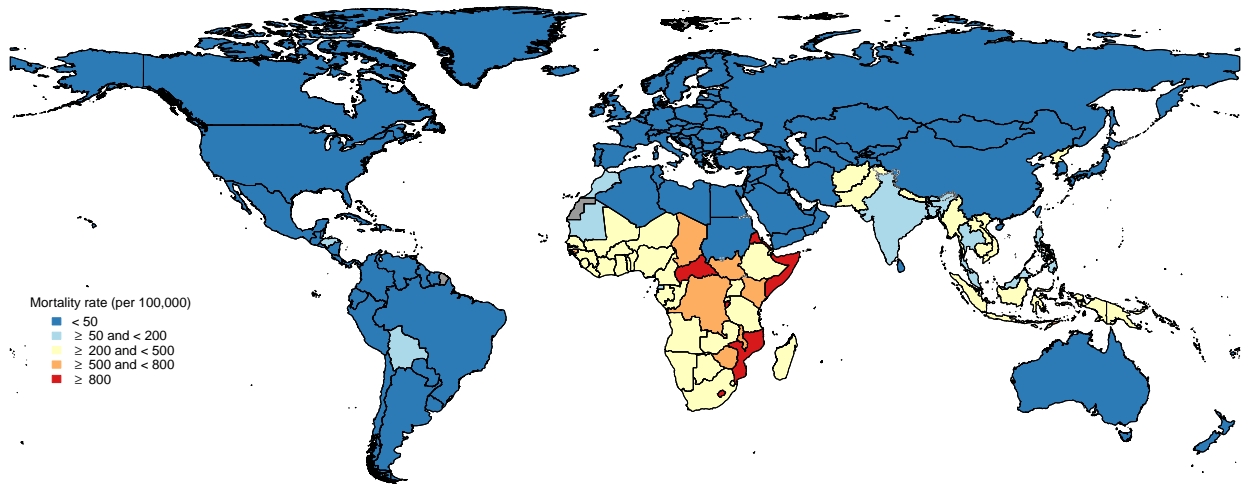 Mortality rate (per 100,000)
< 50
≥ 50 and < 200
≥ 200 and < 500
≥ 500 and < 800
≥ 800